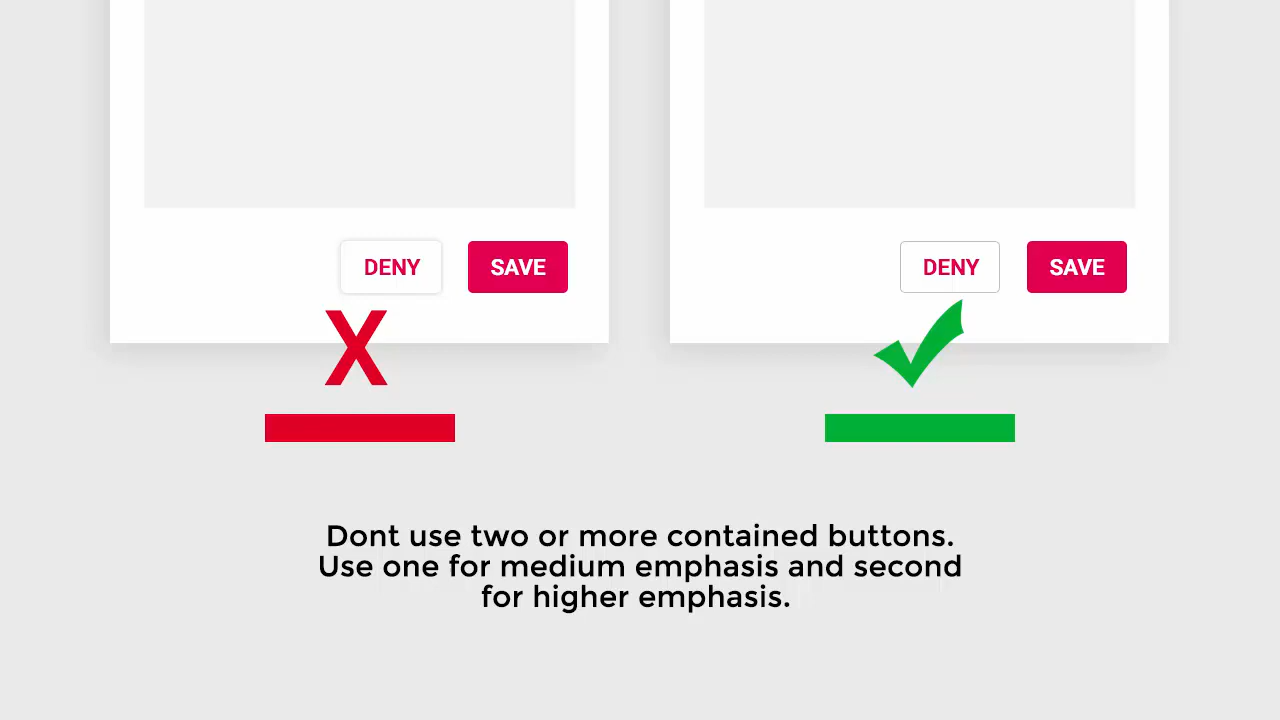 DENY SAVE
DENY SAVE
Dont use two or more contained buttons.
Use one for medium emphasis and second
for higher emphasis.